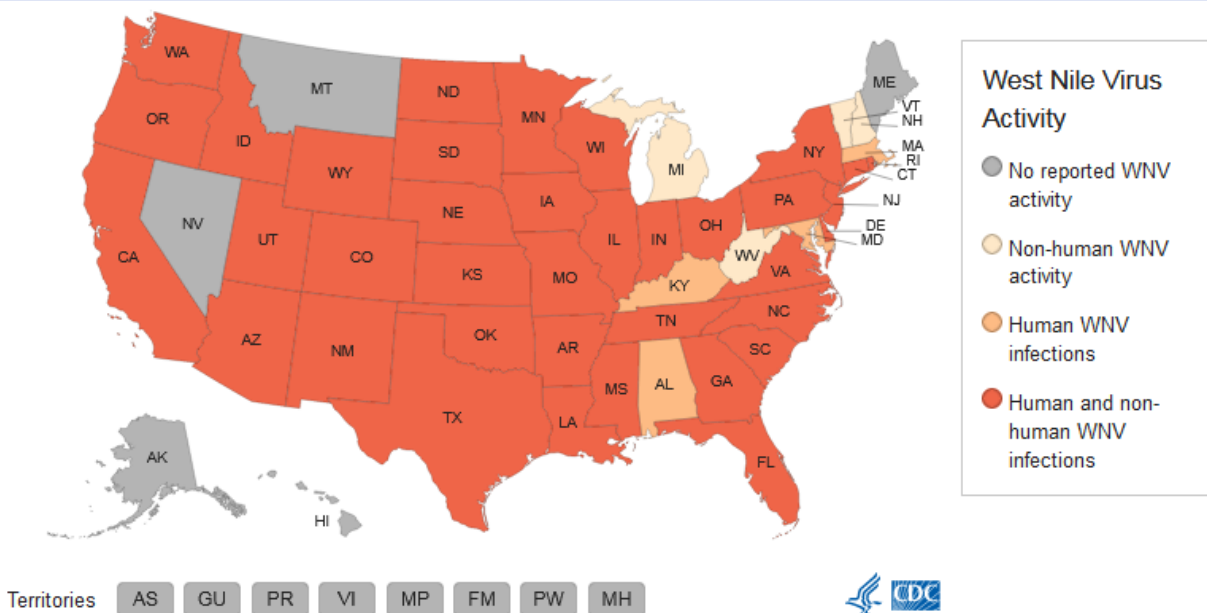 WA
MT
ND
MN
ME
VT
NH
OR
ID
SD
WI
NY
MA
RI
CT
WY
MI
IA
PA
NJ
NE
NV
UT
IL
IN
OH
DE
MD
CA
CO
WV
KS
MO
KY
VA
NC
TN
AZ
NM
OK
AR
SC
MS
AL
GA
TX
LA
FL
AK
HI
West Nile Virus
Activity
No reported WNV
activity
Non-human WNV
activity
Human WNV
infections
Human and non-
human WNV
infections
Territories AS GU PR VI MP FM PW MH
CDC